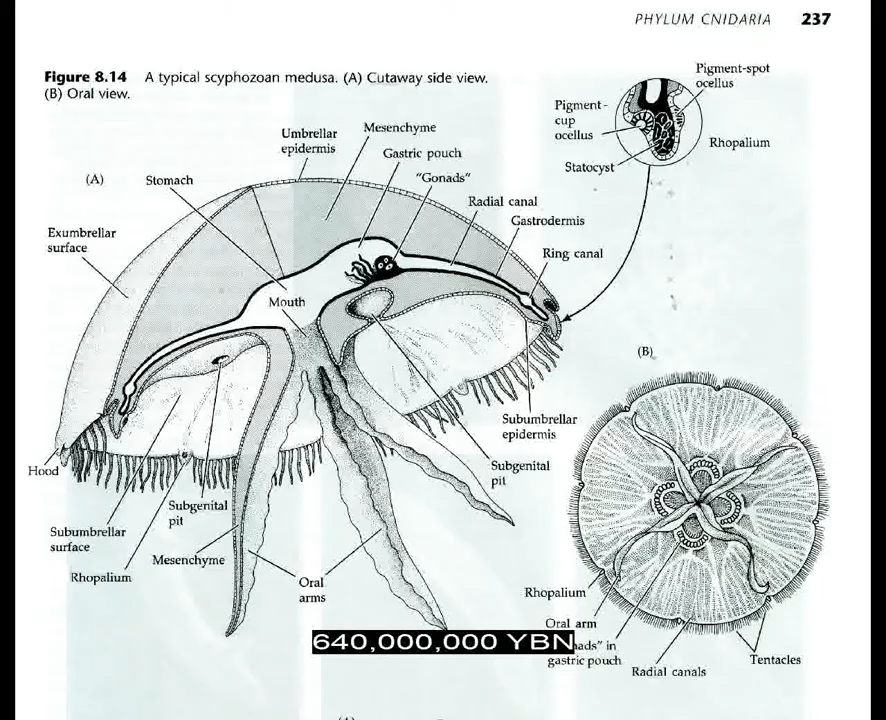 PHYLUM CNIDARIA 237
Figure 8.14 A typical scyphozoan medusa. (A) Cutaway side view.
(B) Oral view.
Pigment-spot
ocellus
Pigment-
cup
ocellus
Rhopalium
Statocyst
Umbrellar
epidermis
Mesenchyme
Gastric pouch
(A)
Stomach
"Gonads"
Radial canal
Gastrodermis
Exumbrellar
surface
Ring canal
Mouth
(B)
Subumbrellar
epidermis
Hood
Subgenital
pit
Subgenital
pit
Subumbrellar
surface
Mesenchyme
Rhopalium
Oral
arms
Rhopalium
Oral arm
640,000,000 YBN
nads" in
gastric pouch
Radial canals
Tentacles